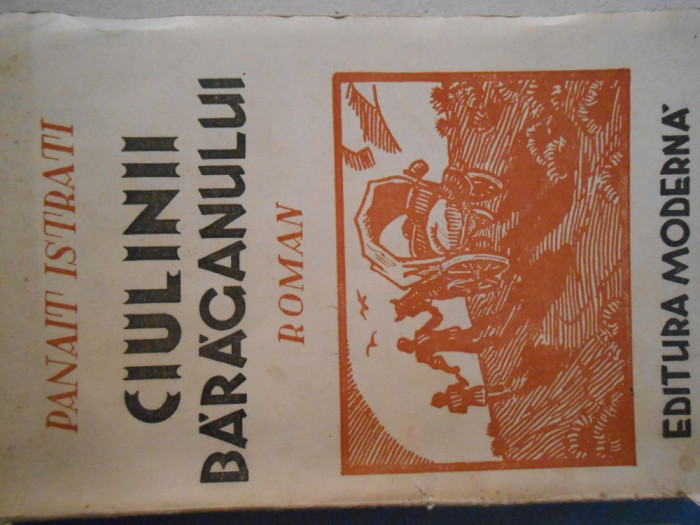 PANAIT ISTRATI
CIULINII
BĂRĂGANULUI
ROMAN
EDITURA MODERNĂ